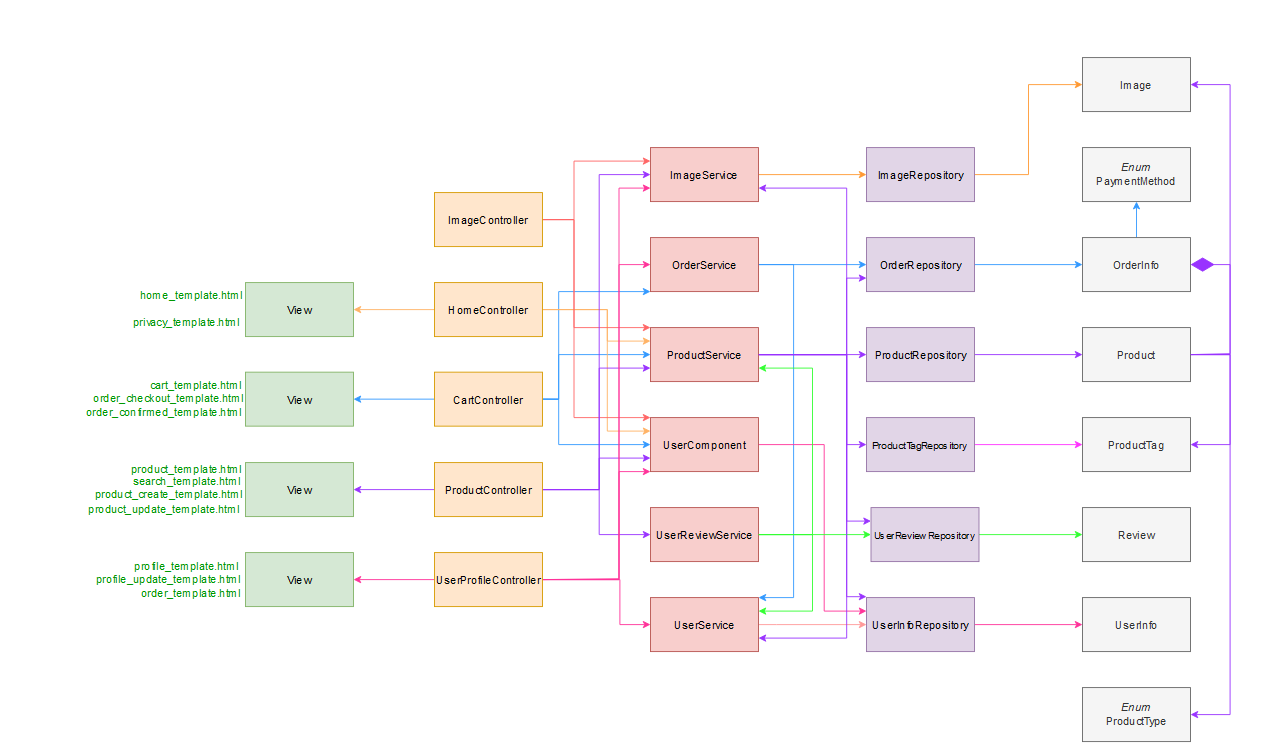 home_template.html
privacy_template.html
View
cart_template.html
order_checkout_template.html
order_confirmed_template.html
View
product_template.html
search_template.html
product_create_template.html
product_update_template.html
View
profile_template.html
profile_update_template.html
order_template.html
View
ImageController
HomeController
CartController
ProductController
UserProfileController
ImageService
OrderService
ProductService
UserComponent
UserReviewService
UserService
ImageRepository
OrderRepository
ProductRepository
ProductTagRepository
UserReviewRepository
UserInfoRepository
Image
Enum
PaymentMethod
OrderInfo
Product
ProductTag
Review
UserInfo
Enum
ProductType